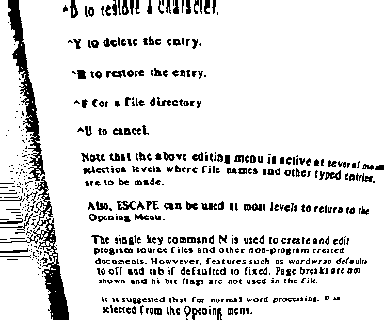 ^D to restore a character.
^Y to delete the entry.
^R to restore the entry.
^F for a file directory
^U to cancel.
Note that the above editing menu is active at several
selection levels where file names and other typed entries,
are to be made.
Also, ESCAPE can be used at most levels to return to the
Opening Menu.
The single key command N is used to create and edit
program source files and other non-program created
documents. However, features such as wordwrap defaults
to off and tab if defaulted to fixed. Page breaks are not
shown and hi bit flags are not used in the file.
It is suggested that for normal word processing, D is
selected from the Opening menu.